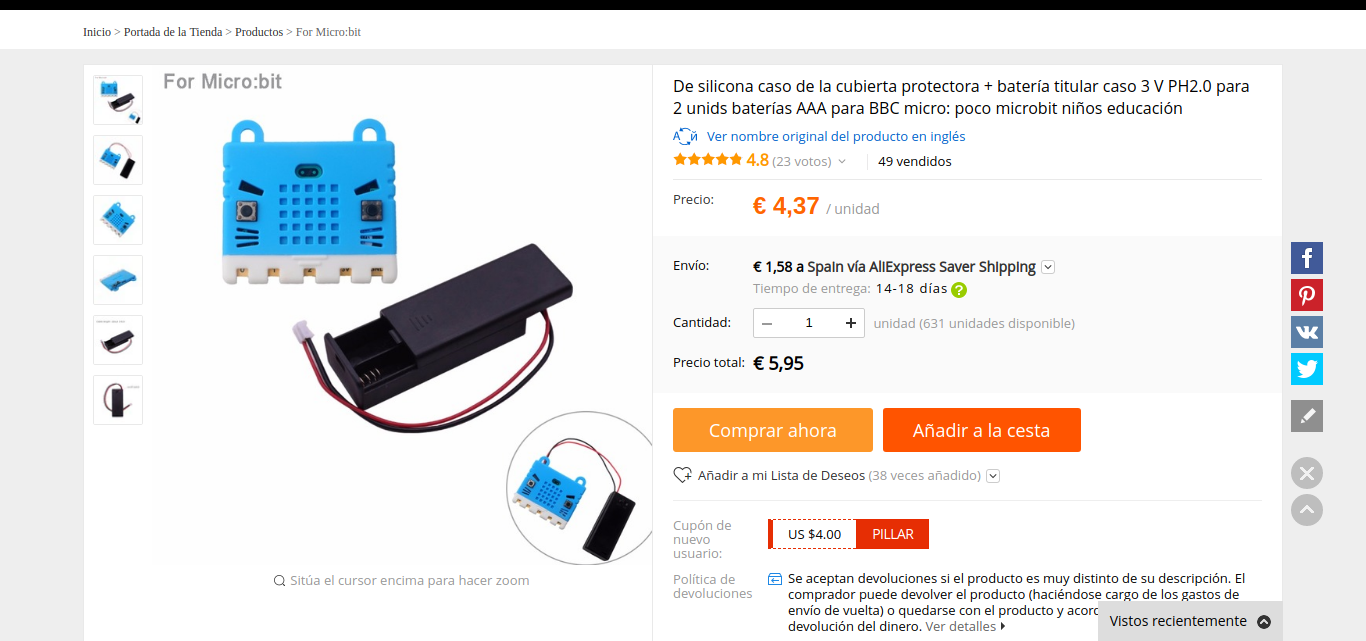 Inicio > Portada de la Tienda > Productos > For Micro:bit
For Micro:bit
Sitúa el cursor encima para hacer zoom
De silicona caso de la cubierta protectora + batería titular caso 3 V PH2.0 para
2 unids baterías AAA para BBC micro: poco microbit niños educación
Ver nombre original del producto en inglés
4.8 (23 votos) 49 vendidos
Precio: € 4,37 / unidad
Envío: € 1,58 a Spain vía AliExpress Saver Shipping
Tiempo de entrega: 14-18 días ?
Cantidad: − 1 + unidad (631 unidades disponible)
Precio total: € 5,95
Comprar ahora Añadir a la cesta
Añadir a mi Lista de Deseos (38 veces añadido)
Cupón de
nuevo
usuario:
US $4.00 PILLAR
Política de
devoluciones
Se aceptan devoluciones si el producto es muy distinto de su descripción. El
comprador puede devolver el producto (haciéndose cargo de los gastos de
envío de vuelta) o quedarse con el producto y acor
devolución del dinero. Ver detalles
Vistos recientemente